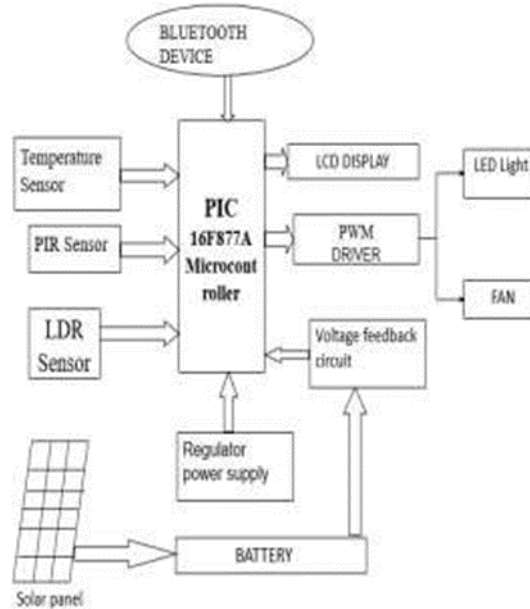 BLUETOOTH
DEVICE
Temperature
Sensor
PIR Sensor
LDR
Sensor
PIC
16F877A
Microcont
roller
LCD DISPLAY
PWM
DRIVER
LED Light
FAN
Voltage feedback
circuit
Regulator
power supply
BATTERY
Solar panel